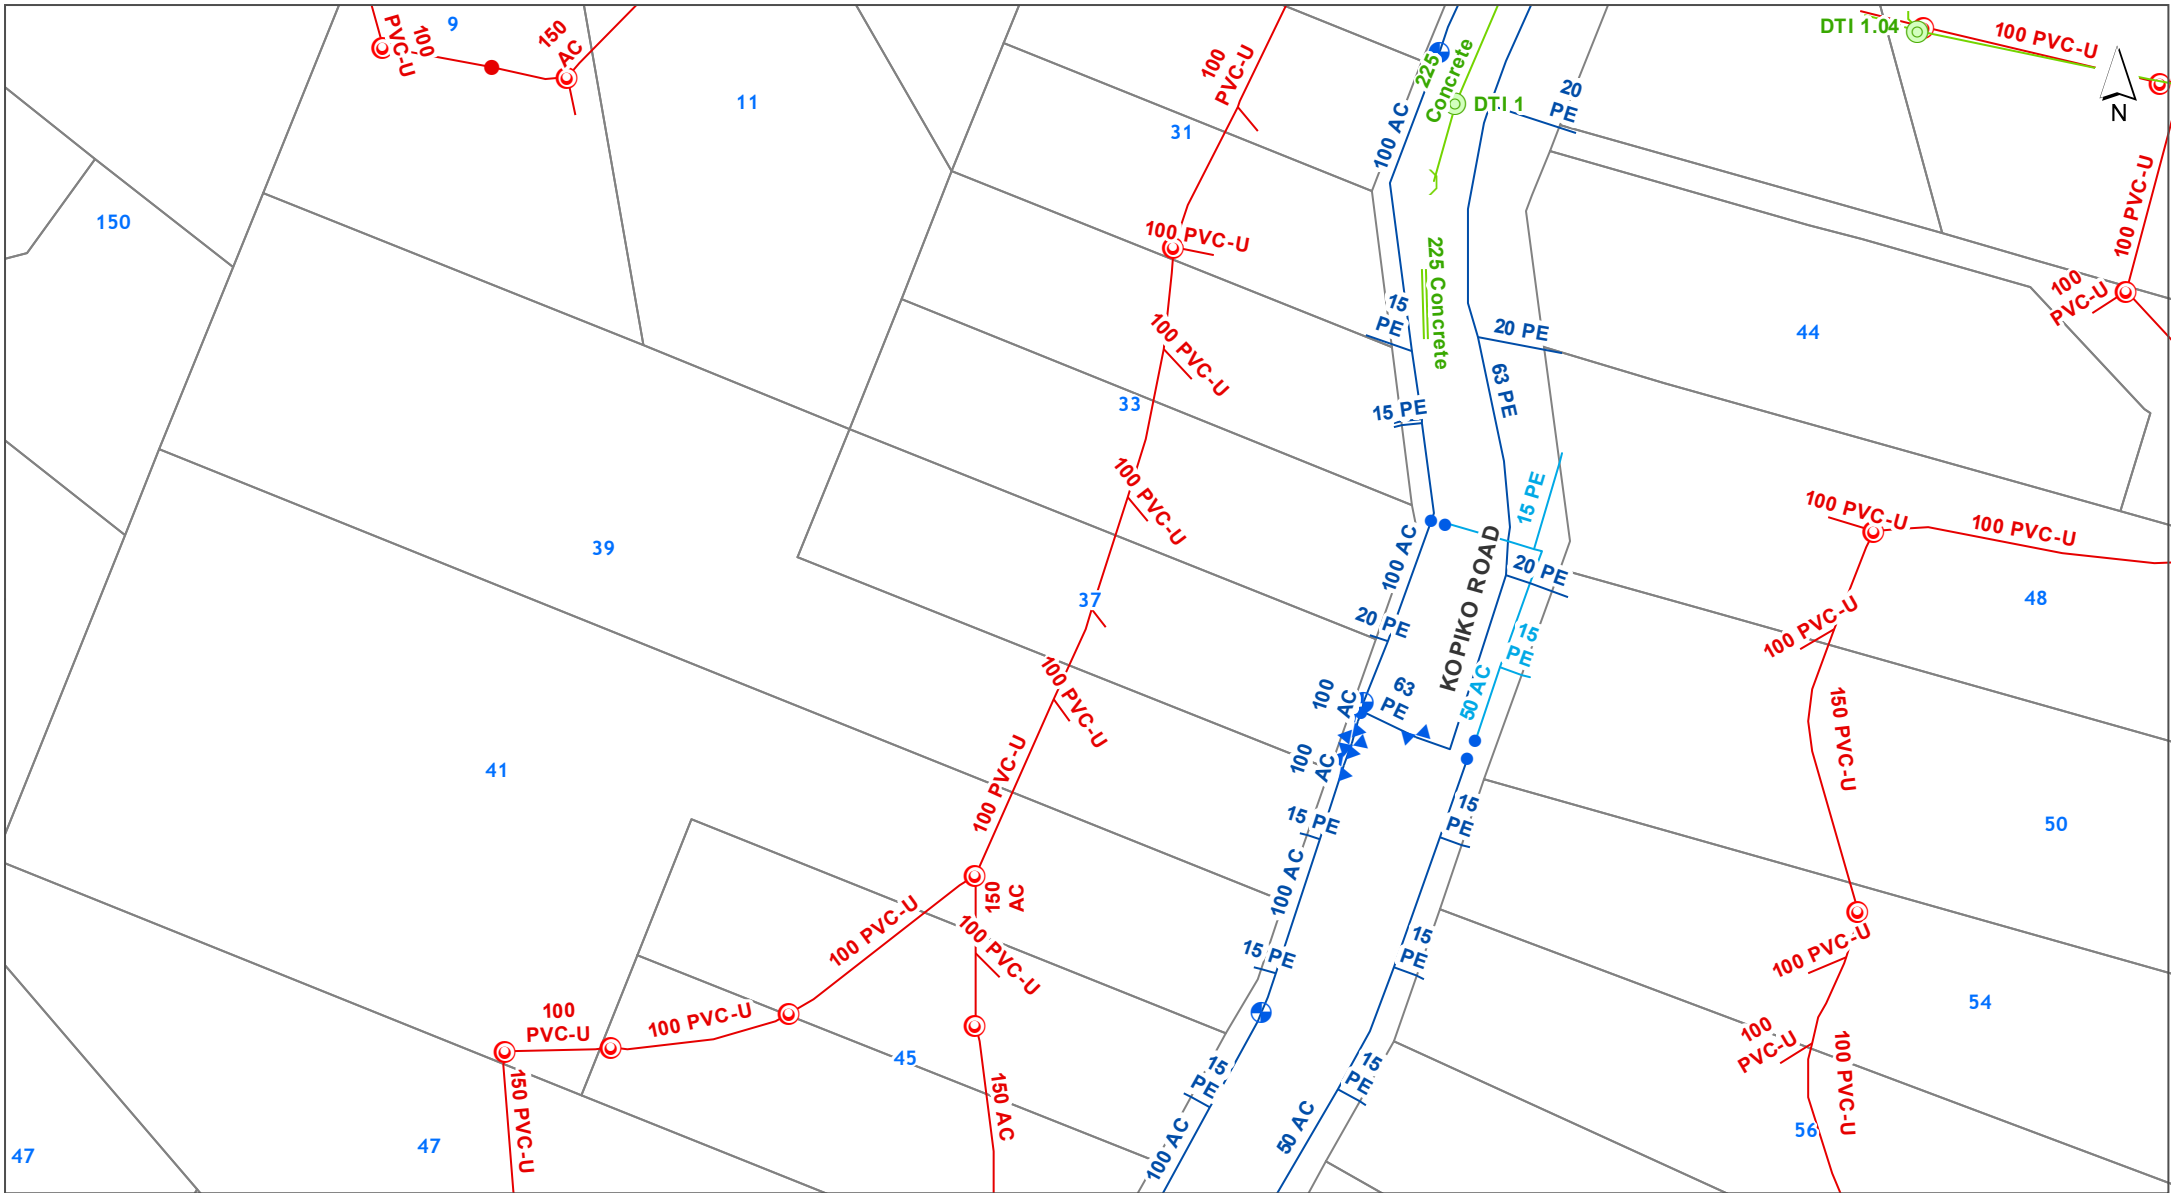 9
100
PVC-U
150
AC
11
150
100
PVC-U
31
100 PVC-U
100 PVC-U
33
100 PVC-U
37
100 PVC-U
100 PVC-U
39
41
100 PVC-U
150
AC
100 PVC-U
100 PVC-U
100
PVC-U
150 PVC-U
150 AC
45
47
47
225
Concrete
DTI 1
225 Concrete
100 AC
20
PE
15
PE
20 PE
15 PE
63 PE
15 PE
100 AC
20 PE
20 PE
KOPIKO ROAD
15
PE
50 AC
100
AC
63
PE
100
AC
15 PE
15
PE
100 AC
15 PE
15
PE
15
PE
15
PE
100 AC
50 AC
DTI 1.04
100 PVC-U
N
100 PVC-U
100
PVC-U
44
100 PVC-U
100 PVC-U
48
100 PVC-U
150 PVC-U
50
100 PVC-U
54
100
PVC-U
100 PVC-U
56